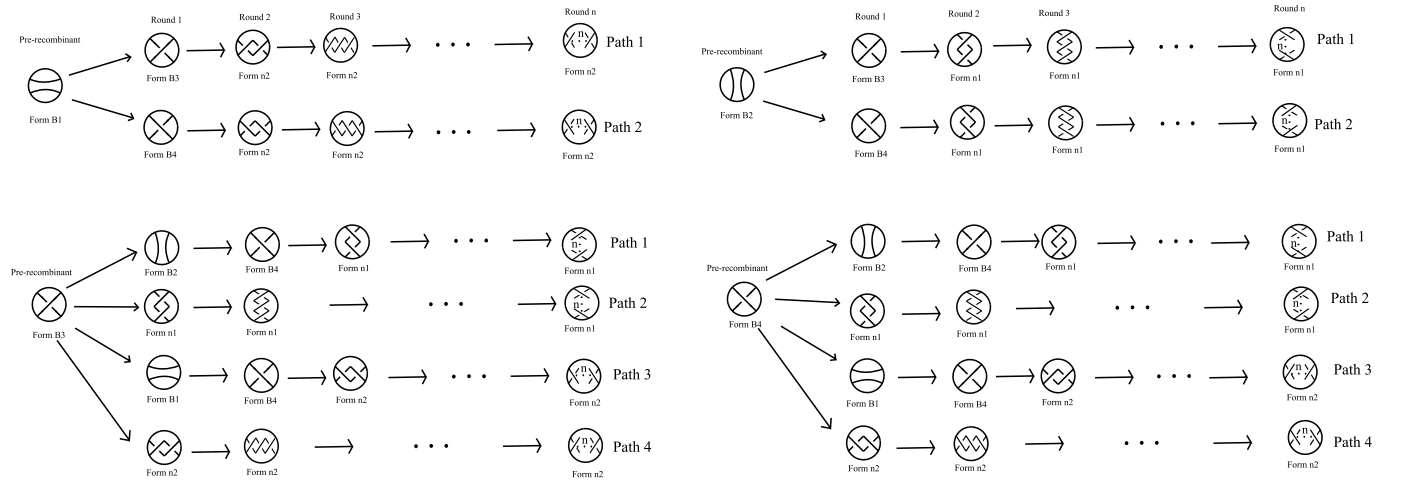 Round 1 Round 2 Round 3 Round n
Pre-recombinant
n
Path 1
Form B3 Form n2 Form n2 Form n2
Form B1
n
Path 2
Form B4 Form n2 Form n2 Form n2
Round 1 Round 2 Round 3 Round n
Pre-recombinant
n
Path 1
Form B3 Form n1 Form n1 Form n1
Form B2
n
Path 2
Form B4 Form n1 Form n1 Form n1
n
Path 1
Form B2 Form B4 Form n1 Form n1
Pre-recombinant
n
Path 2
Form B3
Form n1 Form n1 Form n1
n
Path 3
Form B1 Form B4 Form n2 Form n2
n
Path 4
Form n2 Form n2 Form n2
n
Path 1
Form B2 Form B4 Form n1 Form n1
Pre-recombinant
n
Path 2
Form B4
Form n1 Form n1 Form n1
n
Path 3
Form B1 Form B4 Form n2 Form n2
n
Path 4
Form n2 Form n2 Form n2